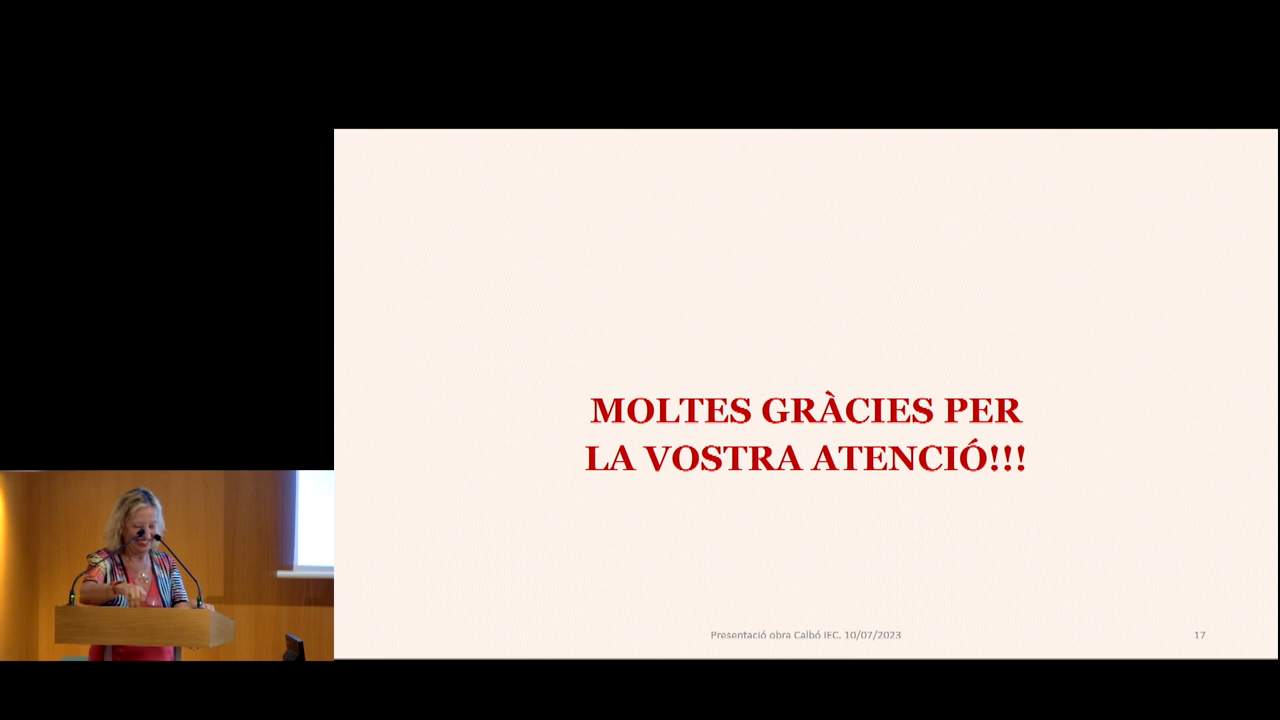 MOLTES GRÀCIES PER
LA VOSTRA ATENCIÓ!!!
Presentació obra Calbó IEC. 10/07/2023
17